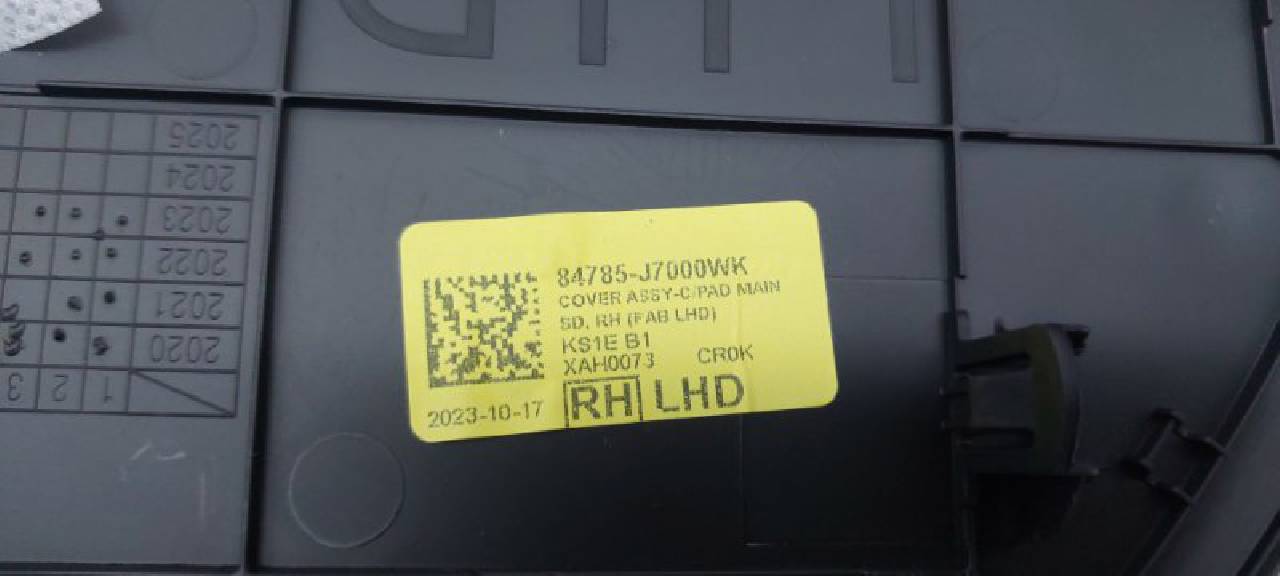 LHD
2025
2024
2023
2022
2021
2020
1
2
3
84785-J7000WK
COVER ASSY-C/PAD MAIN
SD, RH (FAB LHD)
KS1E B1
XAH0073 CR0K
2023-10-17 RH LHD